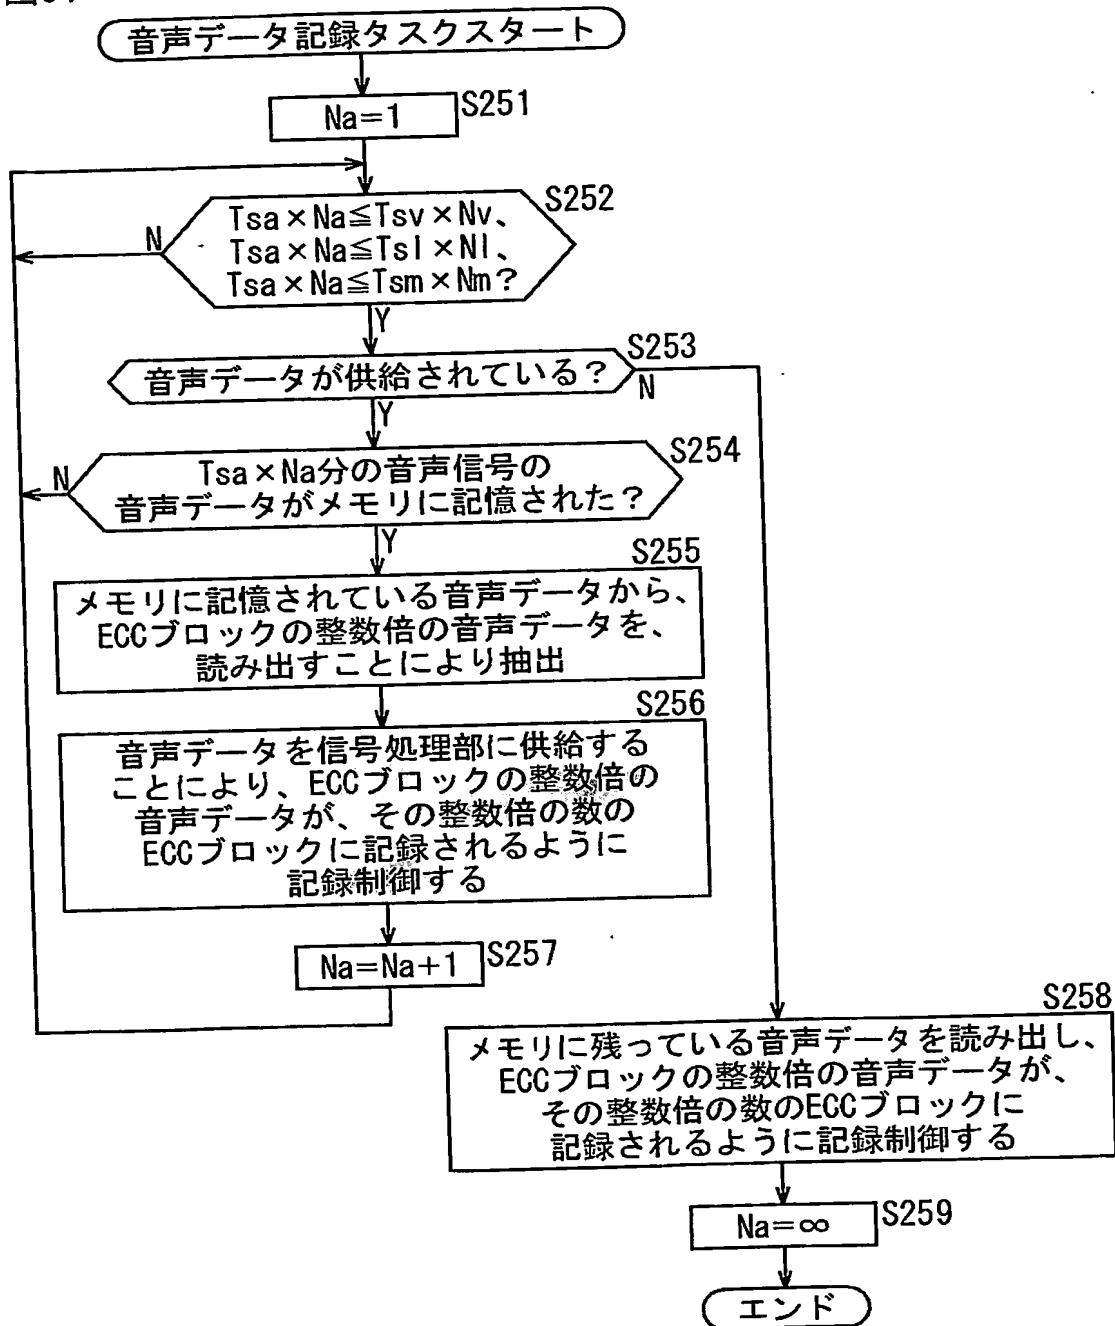 音声データ記録タスクスタート
Na=1
S251
S252
Tsa×Na≦Tsv×Nv、
Tsa×Na≦Tsl×Nl、
Tsa×Na≦Tsm×Nm?
N
Y
S253
音声データが供給されている?
N
Y
S254
Tsa×Na分の音声信号の
音声データがメモリに記憶された?
N
Y
S255
メモリに記憶されている音声データから、
ECCブロックの整数倍の音声データを、
読み出すことにより抽出
S256
音声データを信号処理部に供給する
ことにより、ECCブロックの整数倍の
音声データが、その整数倍の数の
ECCブロックに記録されるように
記録制御する
Na=Na+1
S257
S258
メモリに残っている音声データを読み出し、
ECCブロックの整数倍の音声データが、
その整数倍の数のECCブロックに
記録されるように記録制御する
Na=∞
S259
エンド